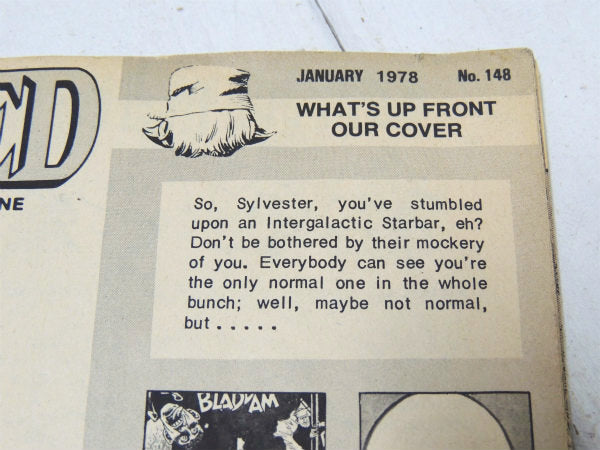 JANUARY 1978 No. 148
ED
NE
WHAT'S UP FRONT
OUR COVER
So, Sylvester, you've stumbled
upon an Intergalactic Starbar, eh?
Don't be bothered by their mockery
of you. Everybody can see you're
the only normal one in the whole
bunch; well, maybe not normal,
but . . . . .
BLADVAM